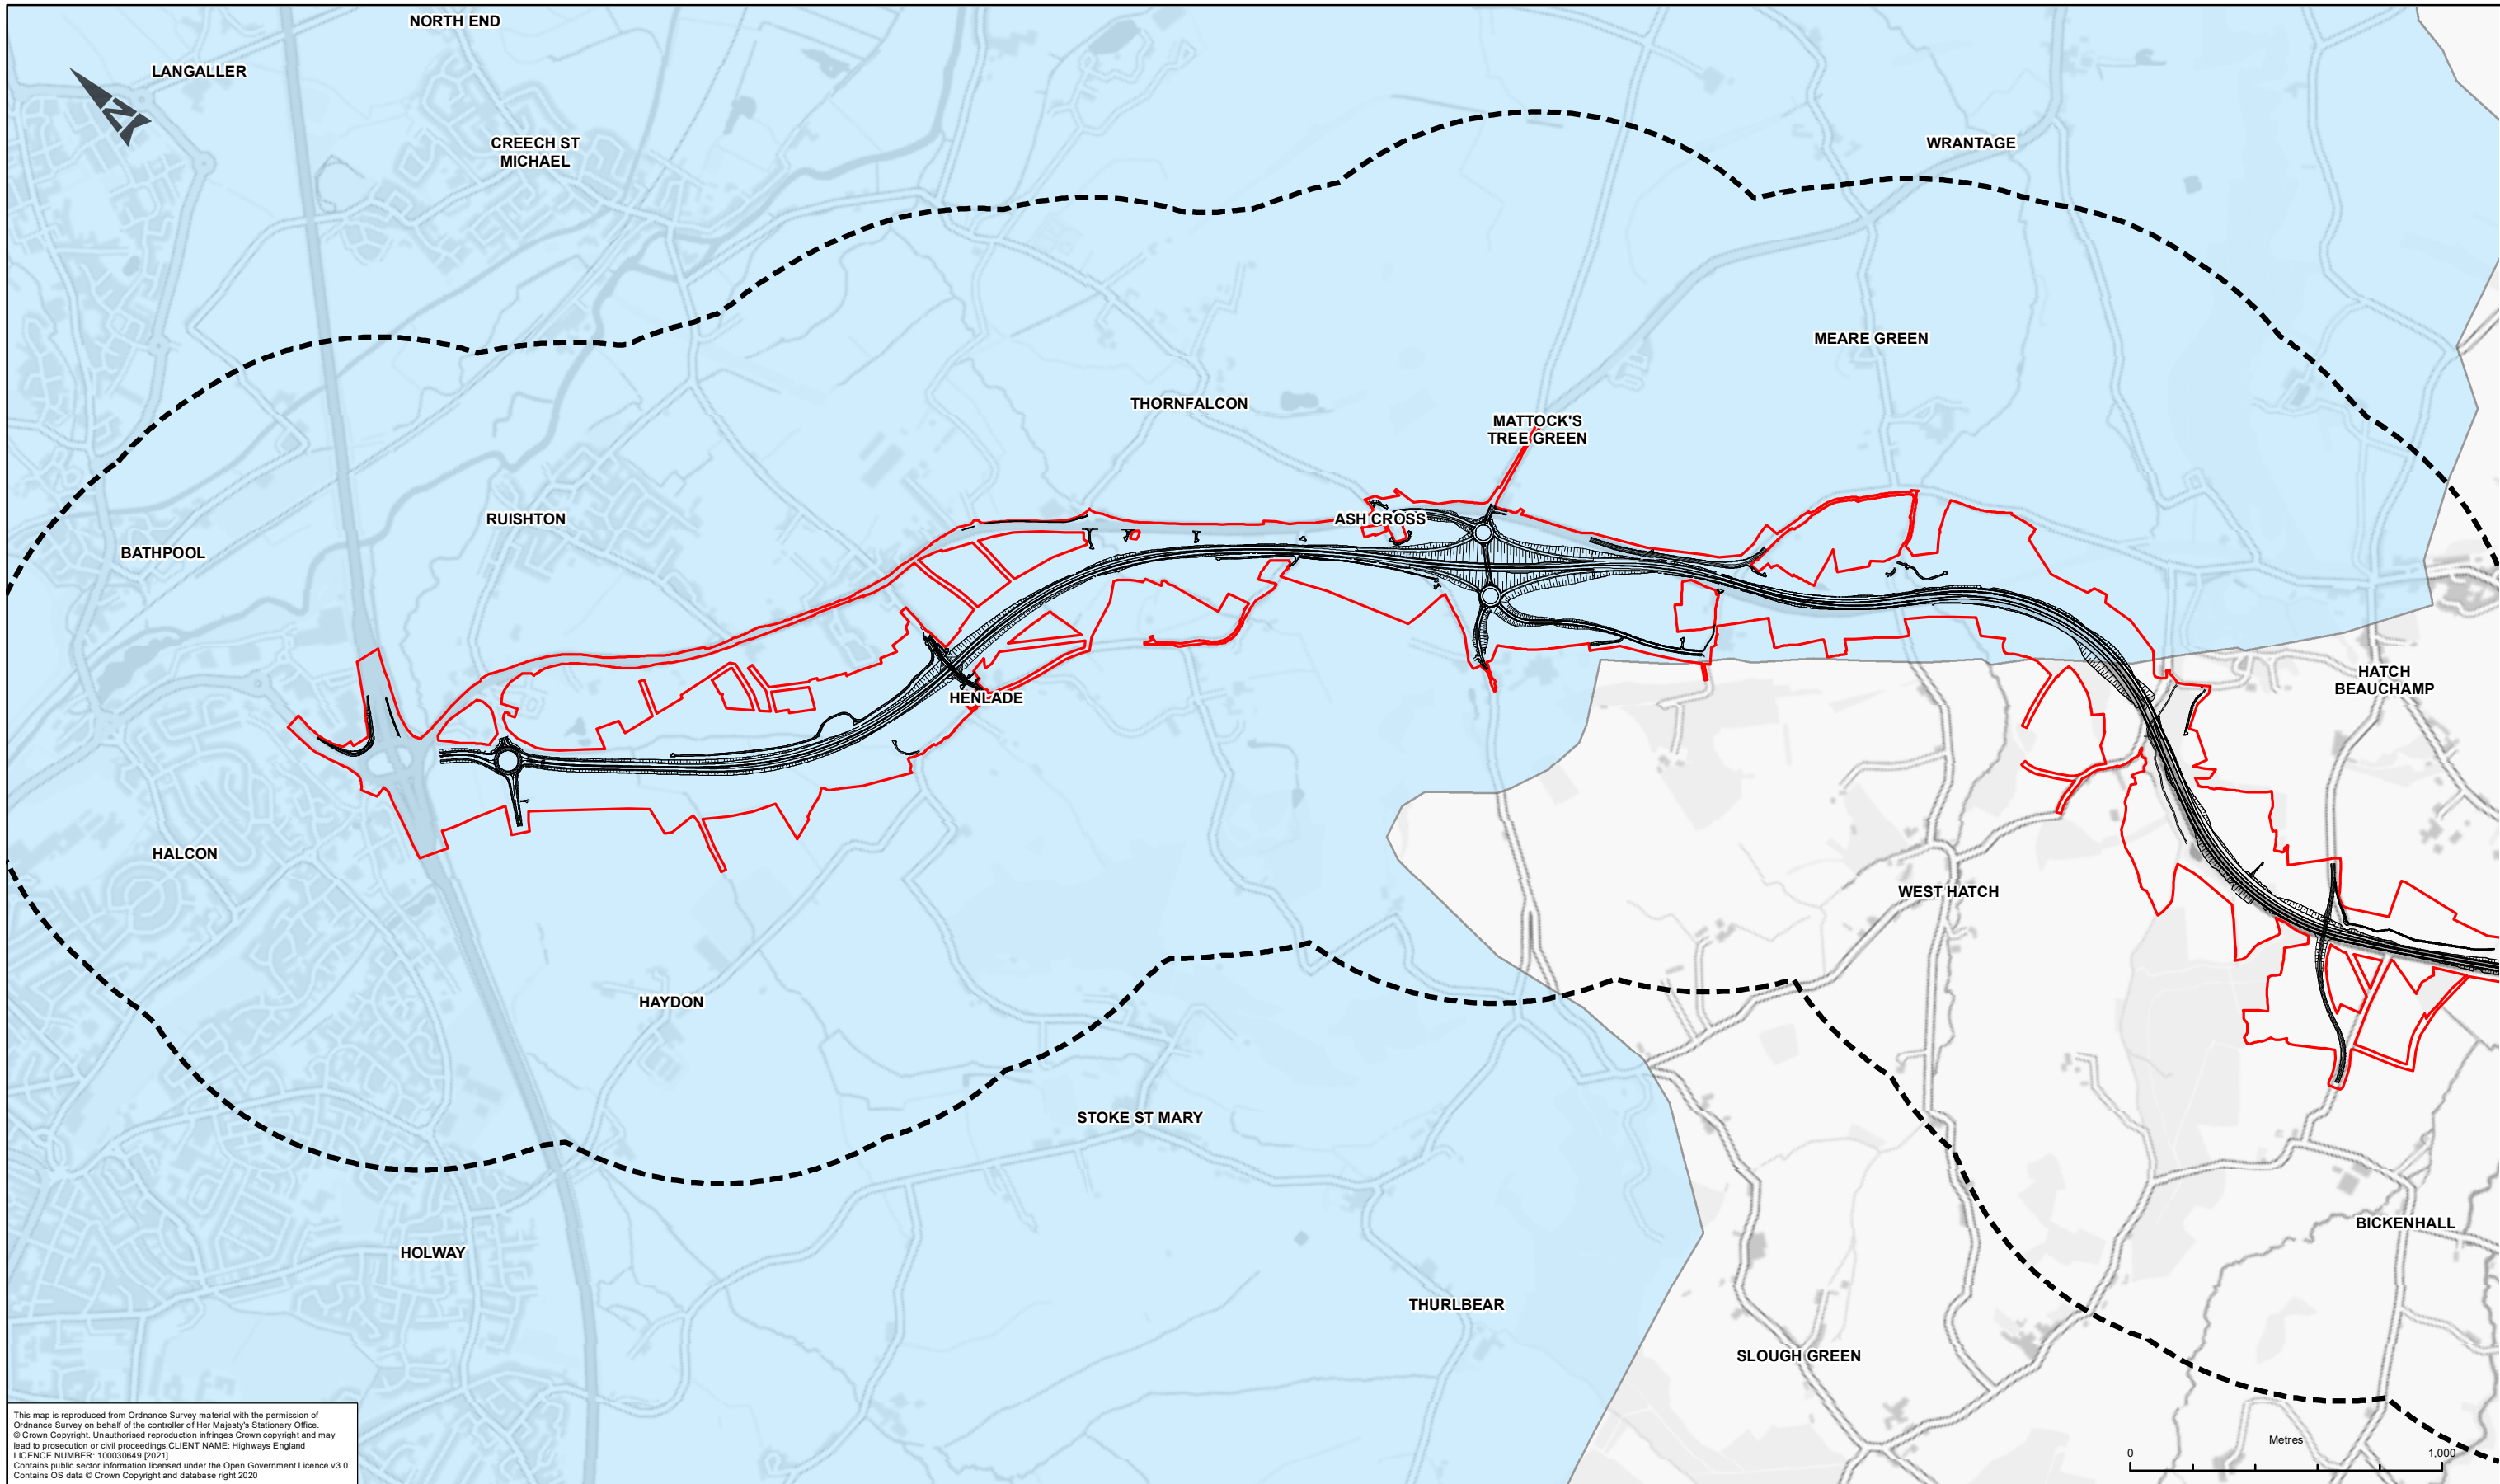 NORTH END
LANGALLER
N
CREECH ST
MICHAEL
WRANTAGE
MEARE GREEN
THORNFALCON
MATTOCK'S
TREE GREEN
RUISHTON
ASH CROSS
BATHPOOL
HATCH
BEAUCHAMP
HENLADE
HALCON
WEST HATCH
HAYDON
STOKE ST MARY
BICKENHALL
HOLWAY
THURLBEAR
SLOUGH GREEN
This map is reproduced from Ordnance Survey material with the permission of
Ordnance Survey on behalf of the controller of Her Majesty's Stationery Office.
© Crown Copyright. Unauthorised reproduction infringes Crown copyright and may
lead to prosecution or civil proceedings.CLIENT NAME: Highways England
LICENCE NUMBER: 100030649 [2021]
Contains public sector information licensed under the Open Government Licence v3.0.
Contains OS data © Crown Copyright and database right 2020
Metres
0 1,000